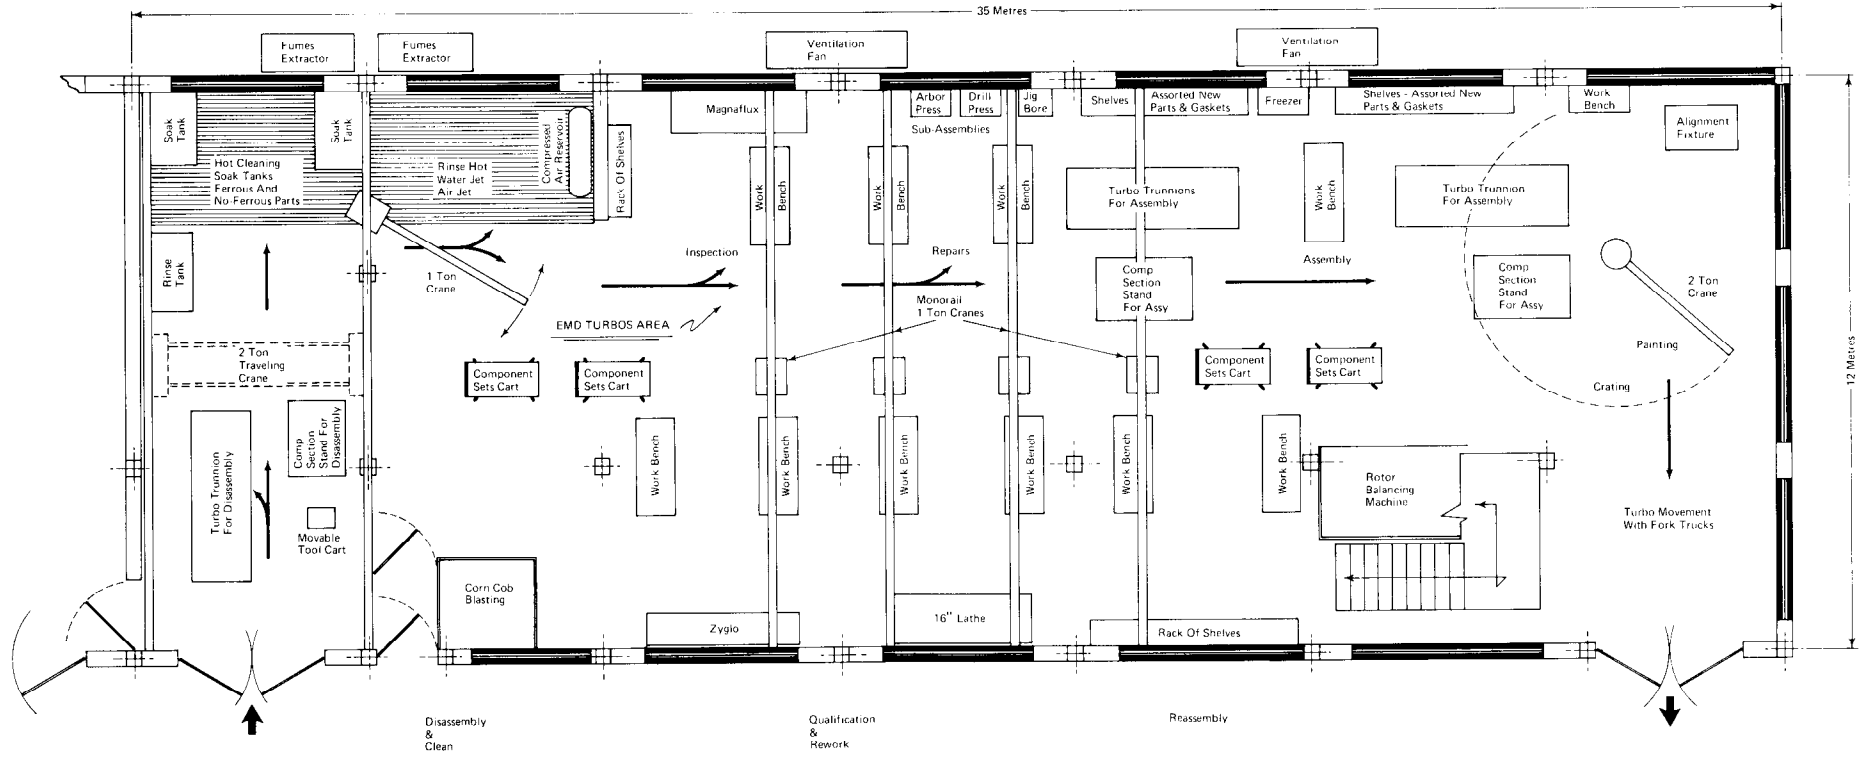 35 Metres
Fumes
Extractor
Fumes
Extractor
Ventilation
Fan
Ventilation
Fan
Soak
Tank
Soak
Tank
Hot Cleaning
Soak Tanks
Ferrous And
No-Ferrous Parts
Rinse Hot
Water Jet
Air Jet
Compressed
Air Reservoir
Rack Of Shelves
Magnaflux
Arbor
Press
Drill
Press
Jig
Bore
Sub-Assemblies
Shelves
Assorted New
Parts & Gaskets
Freezer
Shelves - Assorted New
Parts & Gaskets
Work
Bench
Alignment
Fixture
Work
Bench
Work
Bench
Work
Bench
Turbo Trunnions
For Assembly
Work
Bench
Turbo Trunnion
For Assembly
Rinse
Tank
1 Ton
Crane
Inspection
Repairs
Assembly
Comp
Section
Stand
For Assy
Comp
Section
Stand
For Assy
2 Ton
Crane
Monorail
1 Ton Cranes
EMD TURBOS AREA
2 Ton
Traveling
Crane
Component
Sets Cart
Component
Sets Cart
Component
Sets Cart
Component
Sets Cart
Painting
Crating
12 Metres
Turbo Trunnion
For Disassembly
Comp
Section
Stand For
Disassembly
Movable
Tool Cart
Work Bench
Work Bench
Work Bench
Work Bench
Work Bench
Rotor
Balancing
Machine
Turbo Movement
With Fork Trucks
Corn Cob
Blasting
Zyglo
16" Lathe
Rack Of Shelves
Disassembly
&
Clean
Qualification
&
Rework
Reassembly